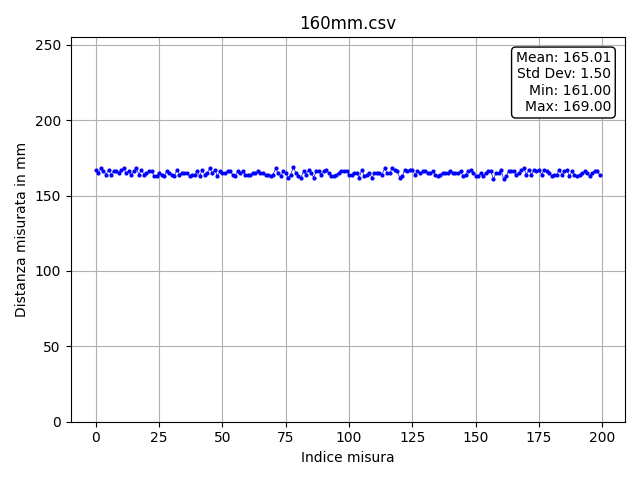 160mm.csv
Mean: 165.01
Std Dev: 1.50
Min: 161.00
Max: 169.00
Distanza misurata in mm
250
200
150
100
50
0
0 25 50 75 100 125 150 175 200
Indice misura